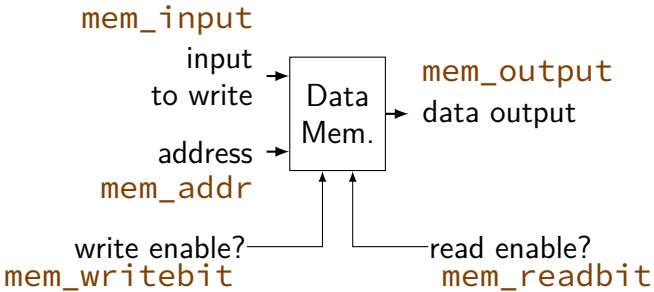 mem_input
input
to write
address
mem_addr
Data
Mem.
mem_output
data output
write enable?
mem_writebit
read enable?
mem_readbit